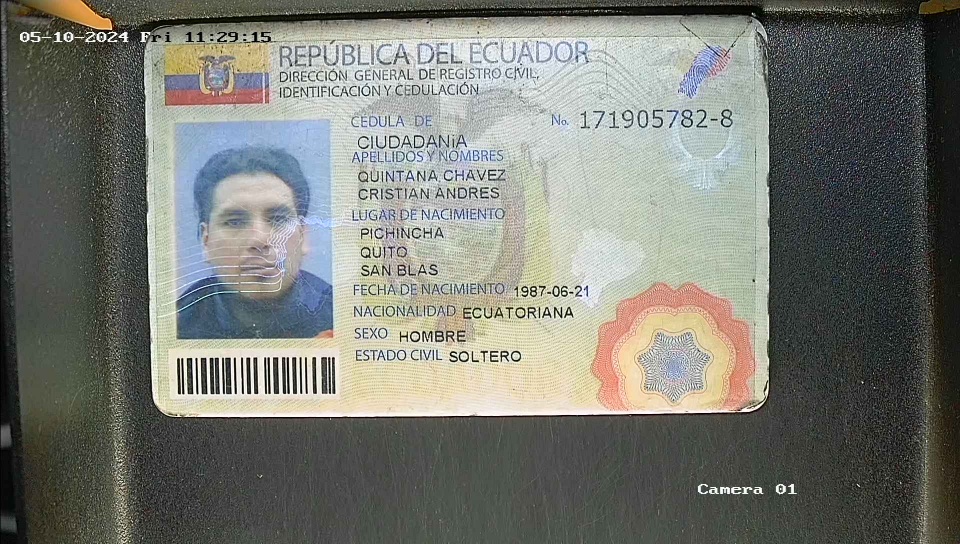 05-10-2024 Fri 11:29:15
REPÚBLICA DEL ECUADOR
DIRECCIÓN GENERAL DE REGISTRO CIVIL,
IDENTIFICACIÓN Y CEDULACIÓN
CÉDULA DE No. 171905782-8
CIUDADANÍA
APELLIDOS Y NOMBRES
QUINTANA CHAVEZ
CRISTIAN ANDRES
LUGAR DE NACIMIENTO
PICHINCHA
QUITO
SAN BLAS
FECHA DE NACIMIENTO 1987-06-21
NACIONALIDAD ECUATORIANA
SEXO HOMBRE
ESTADO CIVIL SOLTERO
Camera 01